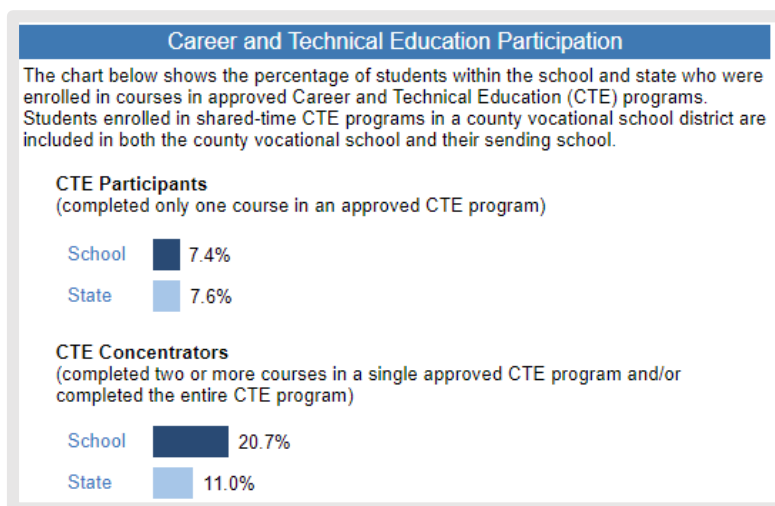 Career and Technical Education Participation
The chart below shows the percentage of students within the school and state who were
enrolled in courses in approved Career and Technical Education (CTE) programs.
Students enrolled in shared-time CTE programs in a county vocational school district are
included in both the county vocational school and their sending school.
CTE Participants
(completed only one course in an approved CTE program)
School 7.4%
State 7.6%
CTE Concentrators
(completed two or more courses in a single approved CTE program and/or
completed the entire CTE program)
School 20.7%
State 11.0%